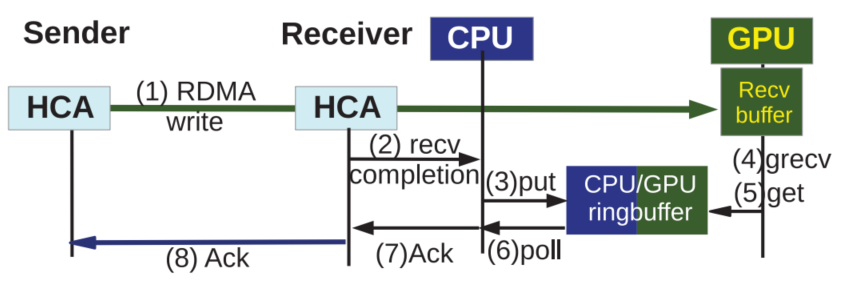 Sender
Receiver
CPU
GPU
HCA
(1) RDMA
write
HCA
Recv
buffer
(2) recv
completion
(3)put
CPU/GPU
ringbuffer
(4)grecv
(5)get
(6)poll
(7)Ack
(8) Ack